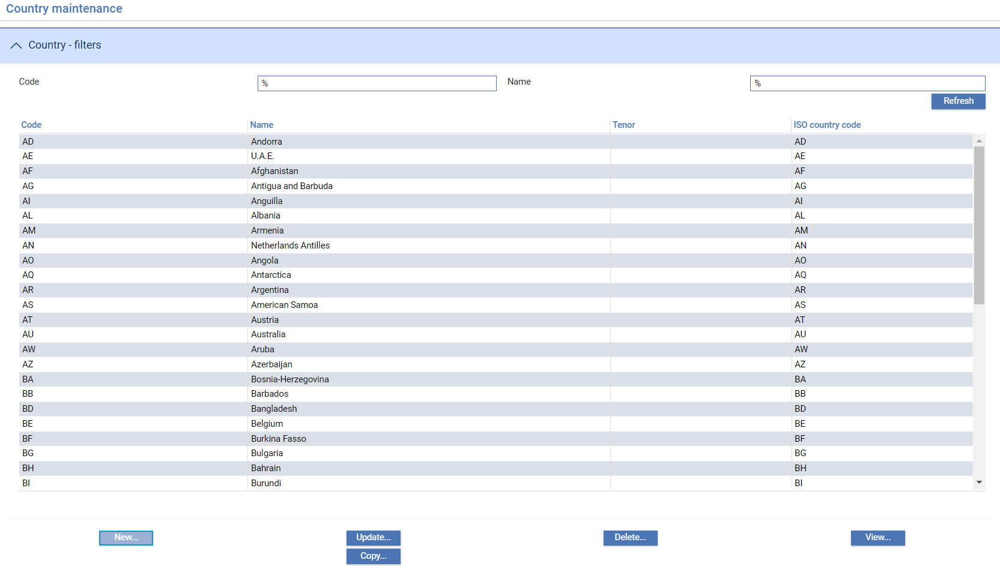 Country maintenance
Country - filters
Code % Name %
Refresh
Code Name Tenor ISO country code
AD Andorra AD
AE U.A.E. AE
AF Afghanistan AF
AG Antigua and Barbuda AG
AI Anguilla AI
AL Albania AL
AM Armenia AM
AN Netherlands Antilles AN
AO Angola AO
AQ Antarctica AQ
AR Argentina AR
AS American Samoa AS
AT Austria AT
AU Australia AU
AW Aruba AW
AZ Azerbaijan AZ
BA Bosnia-Herzegovina BA
BB Barbados BB
BD Bangladesh BD
BE Belgium BE
BF Burkina Fasso BF
BG Bulgaria BG
BH Bahrain BH
BI Burundi BI
New... Update... Delete... View...
Copy...